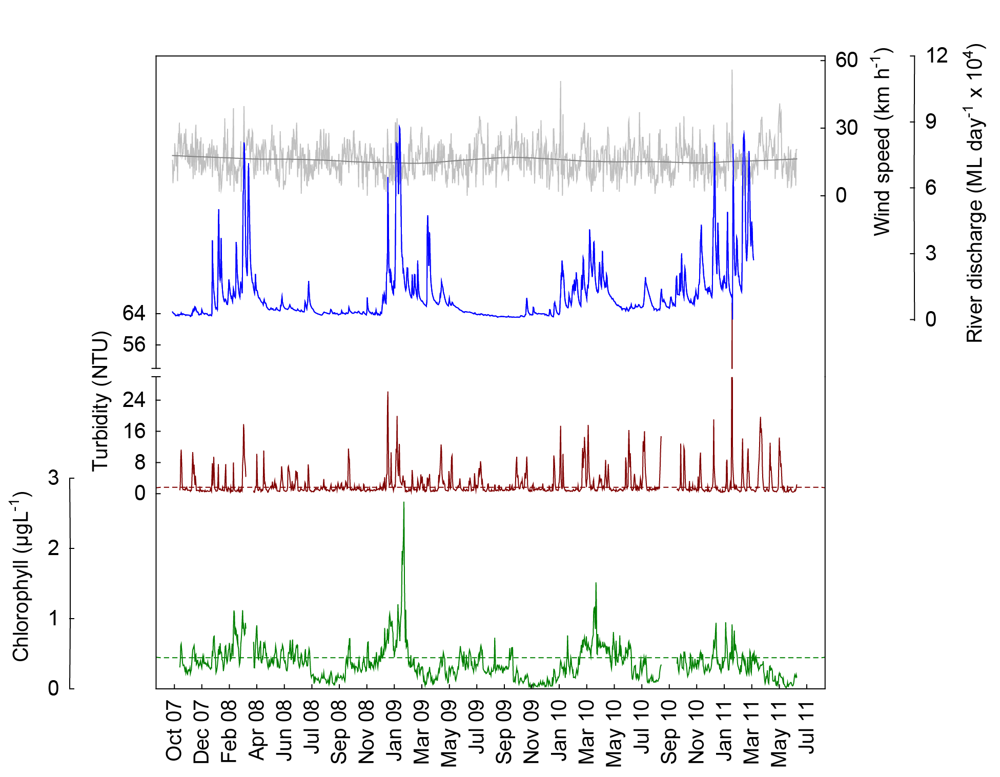 60
30
0
Wind speed (km h-1)
12
9
6
3
0
River discharge (ML day-1 x 104)
64
56
24
16
8
0
Turbidity (NTU)
3
2
1
0
Chlorophyll (µgL-1)
Oct 07
Dec 07
Feb 08
Apr 08
Jun 08
Jul 08
Sep 08
Nov 08
Jan 09
Mar 09
May 09
Jul 09
Sep 09
Nov 09
Jan 10
Mar 10
May 10
Jul 10
Sep 10
Nov 10
Jan 11
Mar 11
May 11
Jul 11